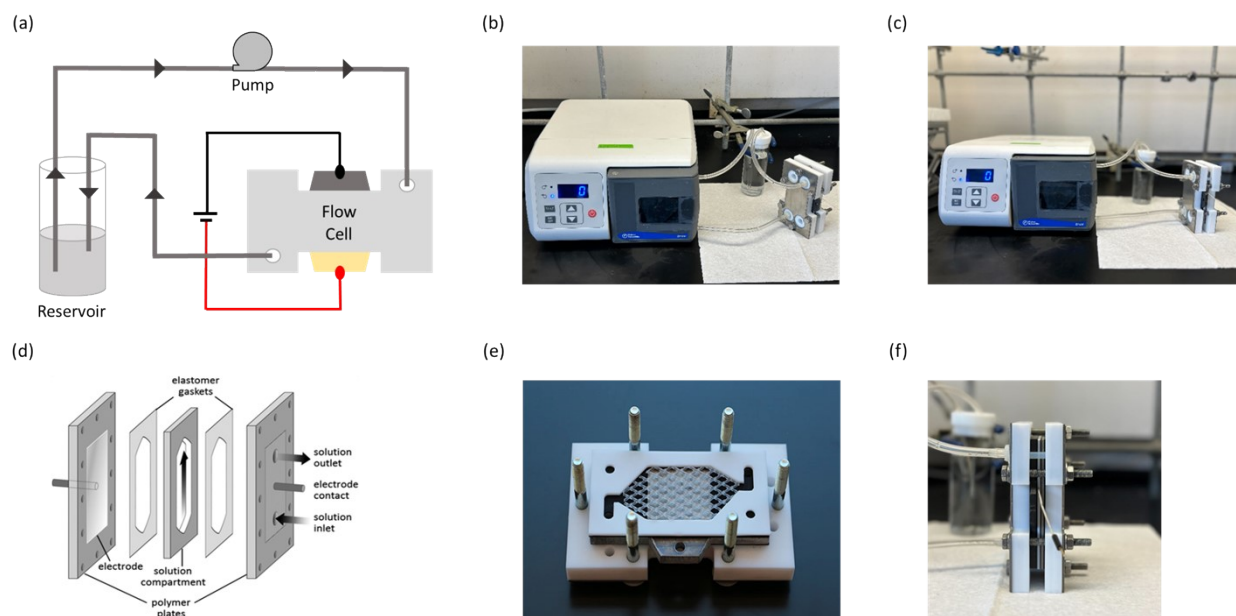 (a)
Pump
Flow
Cell
Reservoir
(b)
0
(c)
0
(d)
elastomer
gaskets
solution
outlet
electrode
contact
solution
inlet
electrode
solution
compartment
polymer
plates
(e)
(f)